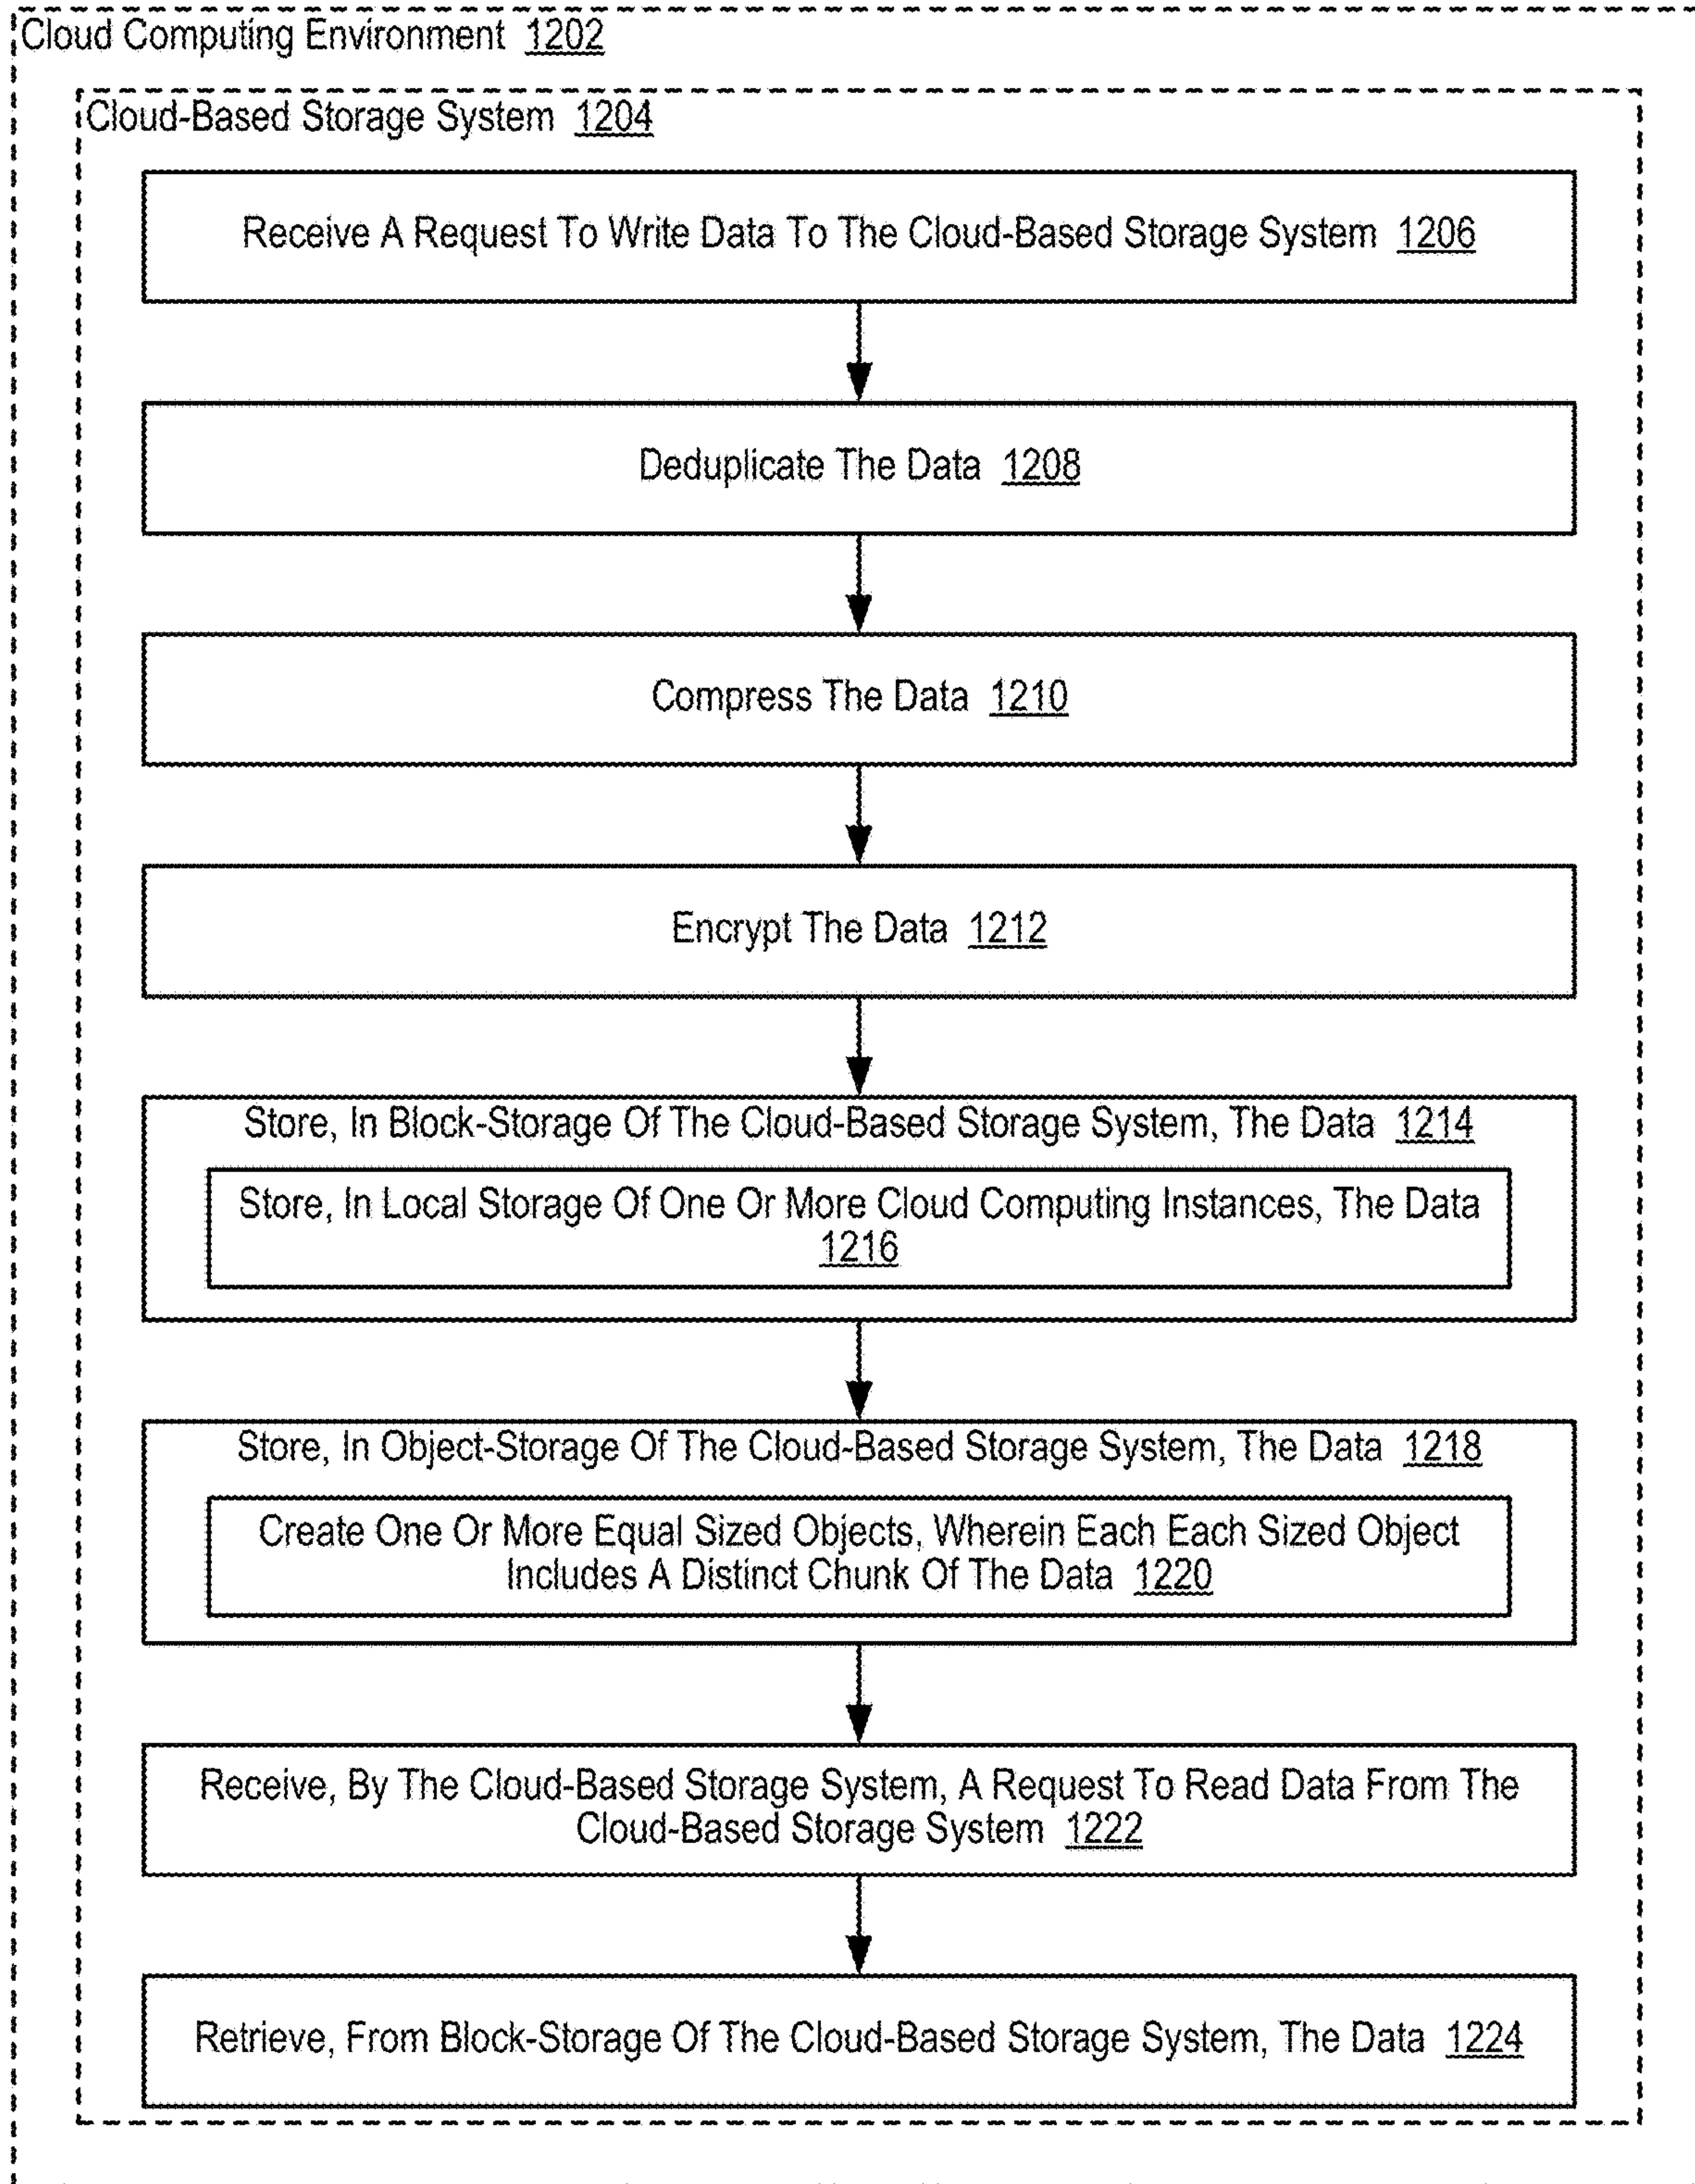 Cloud Computing Environment 1202
Cloud-Based Storage System 1204
Receive A Request To Write Data To The Cloud-Based Storage System 1206
Deduplicate The Data 1208
Compress The Data 1210
Encrypt The Data 1212
Store, In Block-Storage Of The Cloud-Based Storage System, The Data 1214
Store, In Local Storage Of One Or More Cloud Computing Instances, The Data
1216
Store, In Object-Storage Of The Cloud-Based Storage System, The Data 1218
Create One Or More Equal Sized Objects, Wherein Each Each Sized Object
Includes A Distinct Chunk Of The Data 1220
Receive, By The Cloud-Based Storage System, A Request To Read Data From The
Cloud-Based Storage System 1222
Retrieve, From Block-Storage Of The Cloud-Based Storage System, The Data 1224